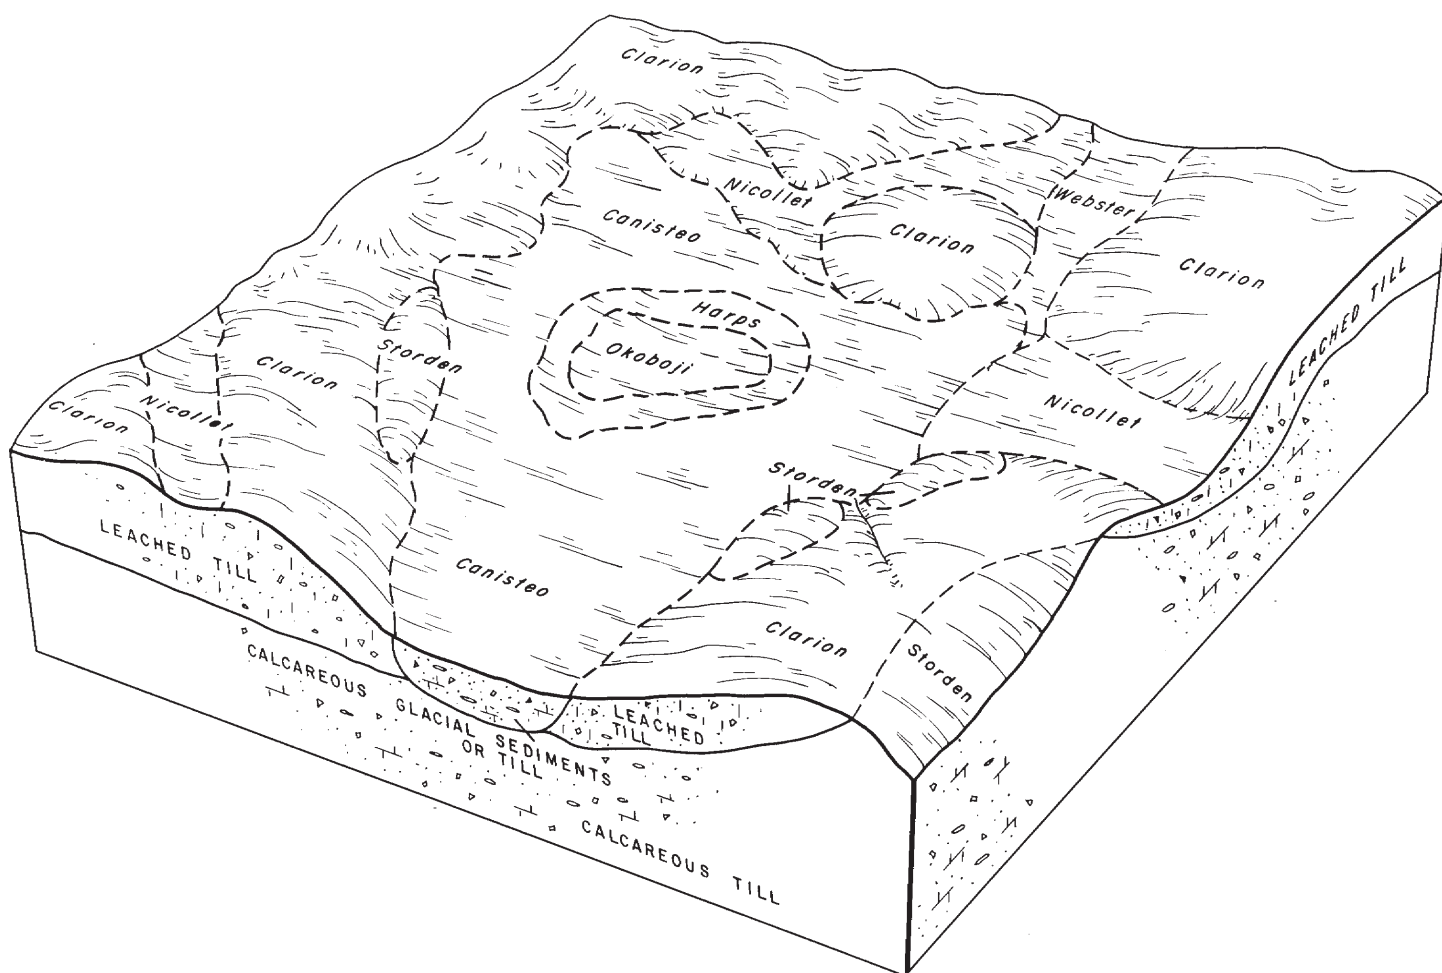 Clarion
Nicollet
Webster
Canisteo
Clarion
Clarion
Harps
Okoboji
Storden
Clarion
Nicollet
Clarion
Nicollet
Storden
Canisteo
Clarion
Storden
LEACHED TILL
LEACHED TILL
CALCAREOUS GLACIAL SEDIMENTS
OR TILL
LEACHED
TILL
CALCAREOUS TILL